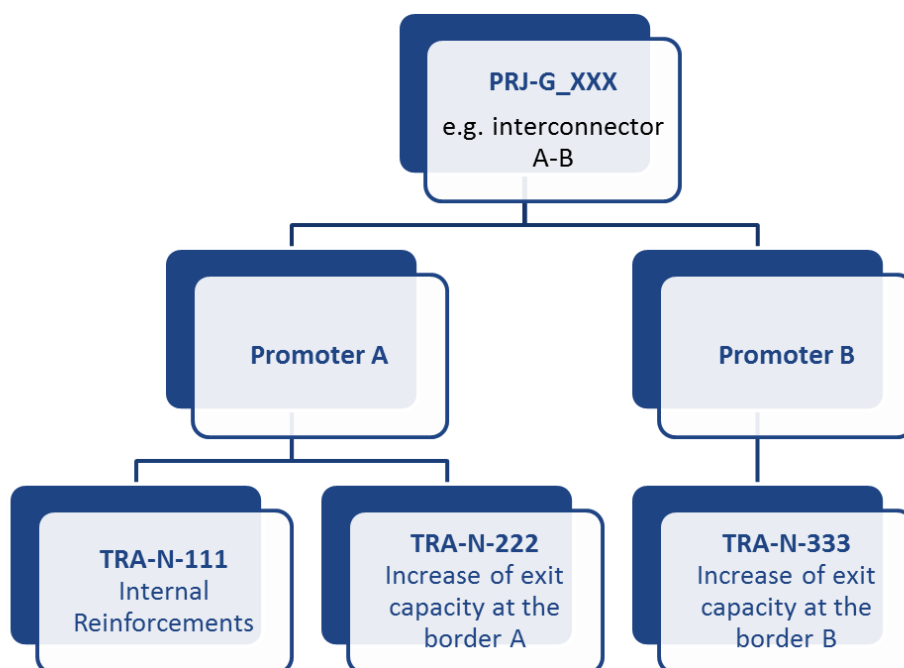 PRJ-G_XXX
e.g. interconnector
A-B
Promoter A
Promoter B
TRA-N-111
Internal
Reinforcements
TRA-N-222
Increase of exit
capacity at the
border A
TRA-N-333
Increase of exit
capacity at the
border B